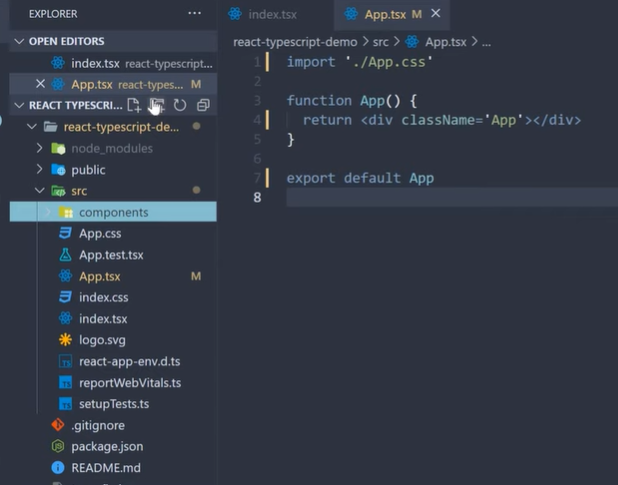 EXPLORER
OPEN EDITORS
index.tsx react-typescript...
App.tsx react-types... M
REACT TYPESCRI...
react-typescript-de...
node_modules
public
src
components
App.css
App.test.tsx
App.tsx M
index.css
index.tsx
logo.svg
react-app-env.d.ts
reportWebVitals.ts
setupTests.ts
.gitignore
package.json
README.md
index.tsx
App.tsx M
react-typescript-demo > src > App.tsx > ...
1 import './App.css'
2
3 function App() {
4 return <div className='App'></div>
5 }
6
7 export default App
8